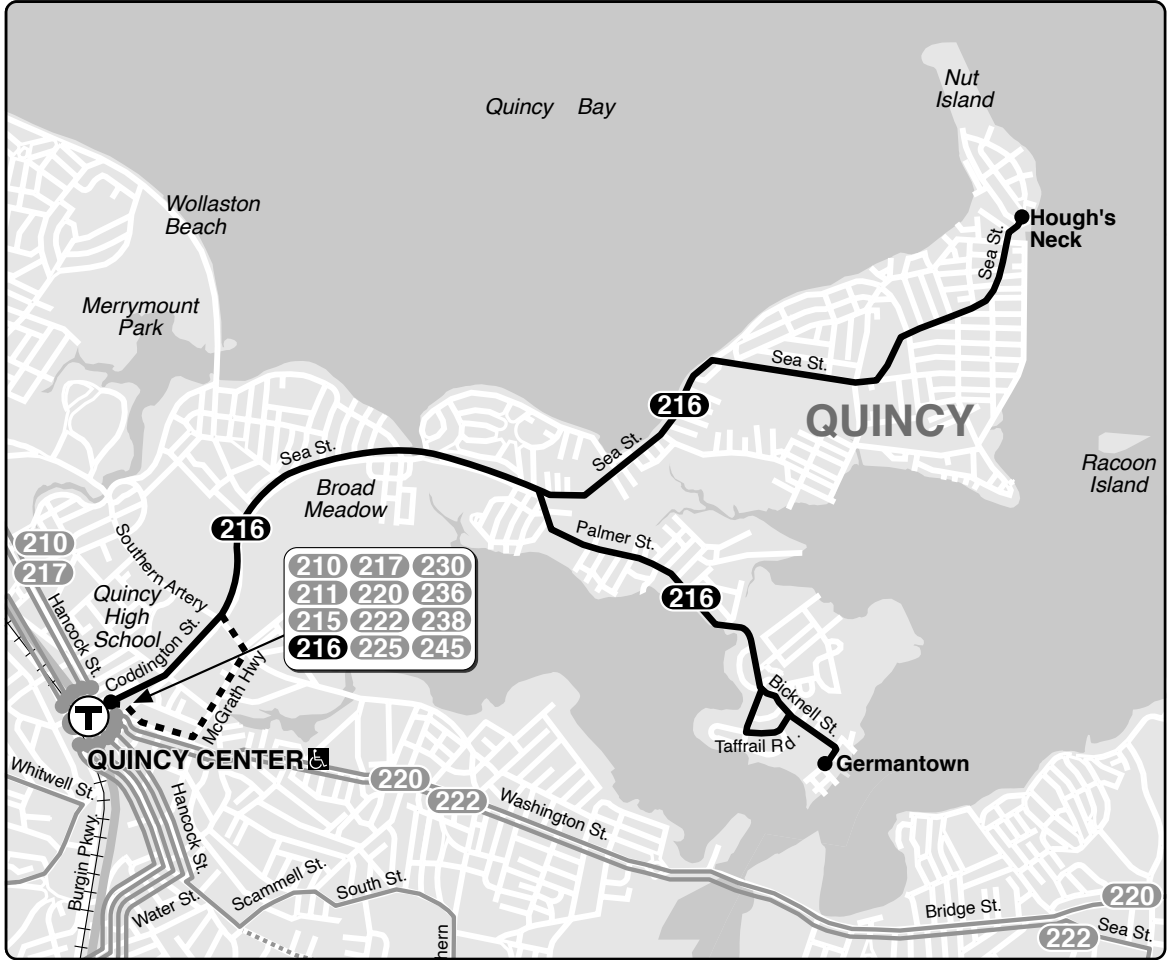 Quincy Bay
Nut
Island
Wollaston
Beach
Hough's
Neck
Sea St.
Merrymount
Park
Sea St.
216
QUINCY
Sea St.
Sea St.
Racoon
Island
Broad
Meadow
216
Southern Artery
Palmer St.
210
217
210 217 230
211 220 236
215 222 238
216 225 245
Quincy
High
School
Hancock St.
Coddington St.
216
McGrath Hwy
Bicknell St.
T
Taffrail Rd.
QUINCY CENTER
Germantown
Whitwell St.
220
222
Hancock St.
Washington St.
Burgin Pkwy.
Scammell St.
South St.
Water St.
220
Bridge St.
222
Sea St.
hern